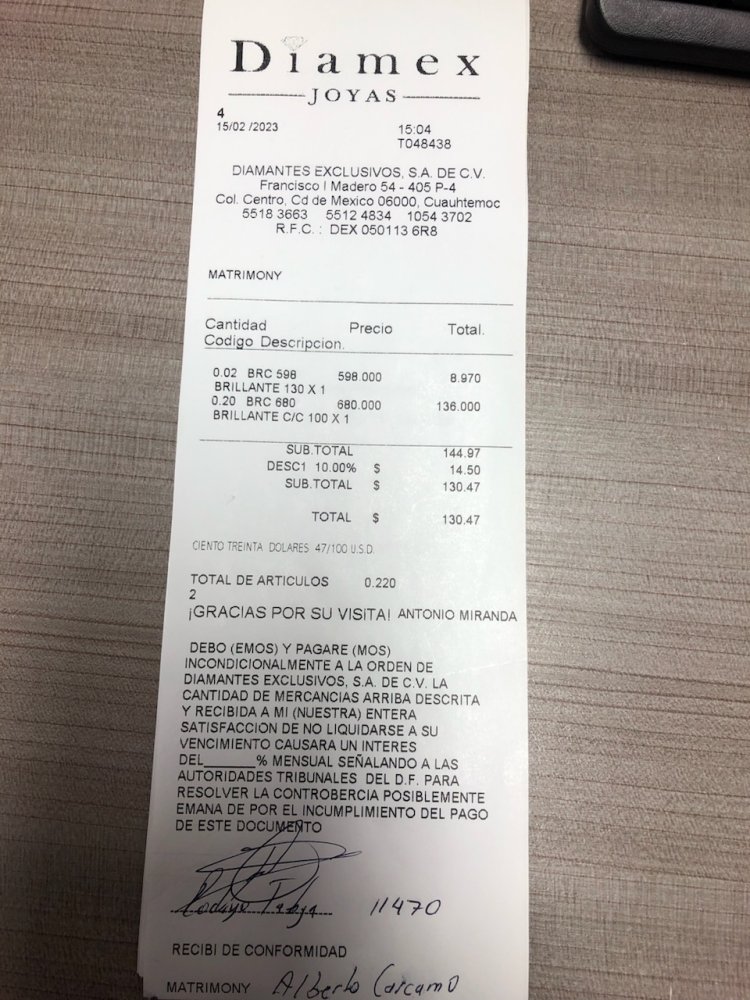 Diamex
JOYAS
4
15/02 /2023 15:04
T048438
DIAMANTES EXCLUSIVOS, S.A. DE C.V.
Francisco I Madero 54 - 405 P-4
Col. Centro, Cd de Mexico 06000, Cuauhtemoc
5518 3663 5512 4834 1054 3702
R.F.C. : DEX 050113 6R8
MATRIMONY
Cantidad Precio Total.
Codigo Descripcion.
0.02 BRC 598 598.000 8.970
BRILLANTE 130 X 1
0.20 BRC 680 680.000 136.000
BRILLANTE C/C 100 X 1
SUB.TOTAL 144.97
DESC1 10.00% $ 14.50
SUB.TOTAL $ 130.47
TOTAL $ 130.47
CIENTO TREINTA DOLARES 47/100 U.S.D.
TOTAL DE ARTICULOS 0.220
2
¡GRACIAS POR SU VISITA! ANTONIO MIRANDA
DEBO (EMOS) Y PAGARE (MOS)
INCONDICIONALMENTE A LA ORDEN DE
DIAMANTES EXCLUSIVOS, S.A. DE C.V. LA
CANTIDAD DE MERCANCIAS ARRIBA DESCRITA
Y RECIBIDA A MI (NUESTRA) ENTERA
SATISFACCION DE NO LIQUIDARSE A SU
VENCIMIENTO CAUSARA UN INTERES
DEL_______% MENSUAL SEÑALANDO A LAS
AUTORIDADES TRIBUNALES DEL D.F. PARA
RESOLVER LA CONTROBERCIA POSIBLEMENTE
EMANA DE POR EL INCUMPLIMIENTO DEL PAGO
DE ESTE DOCUMEÑTO
11470
RECIBI DE CONFORMIDAD
MATRIMONY Alberto Carcamo